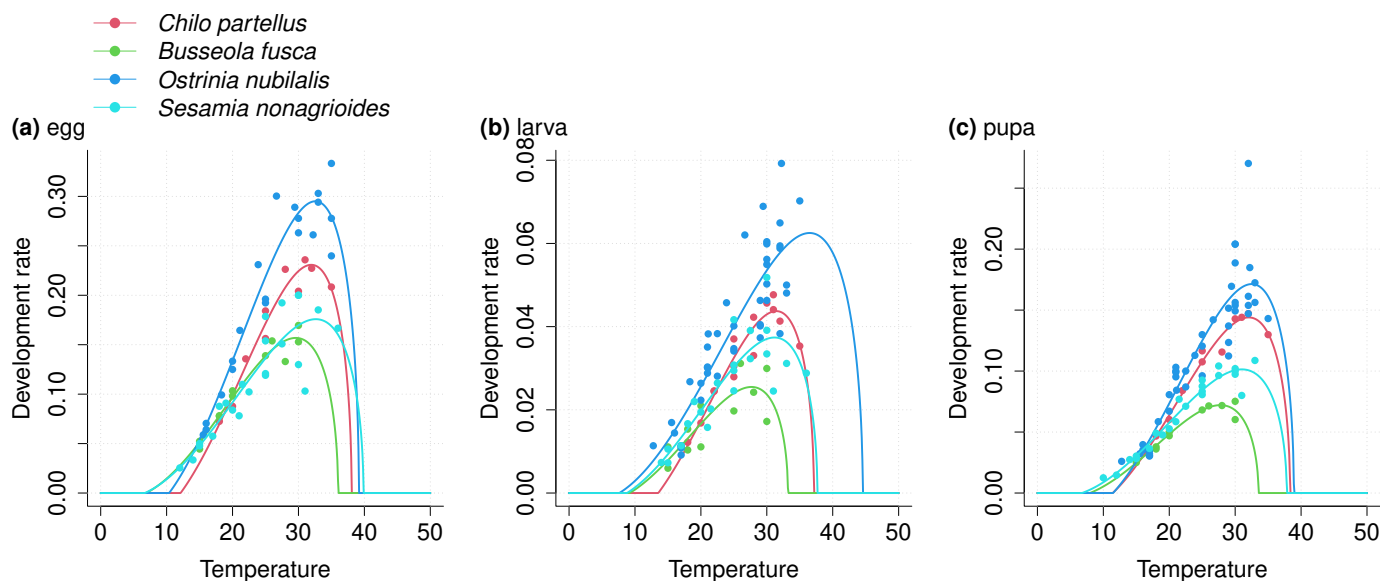 Chilo partellus
Busseola fusca
Ostrinia nubilalis
Sesamia nonagrioides
(a) egg
0.00 0.10 0.20 0.30
Development rate
0 10 20 30 40 50
Temperature
(b) larva
0.00 0.02 0.04 0.06 0.08
Development rate
0 10 20 30 40 50
Temperature
(c) pupa
0.00 0.10 0.20
Development rate
0 10 20 30 40 50
Temperature